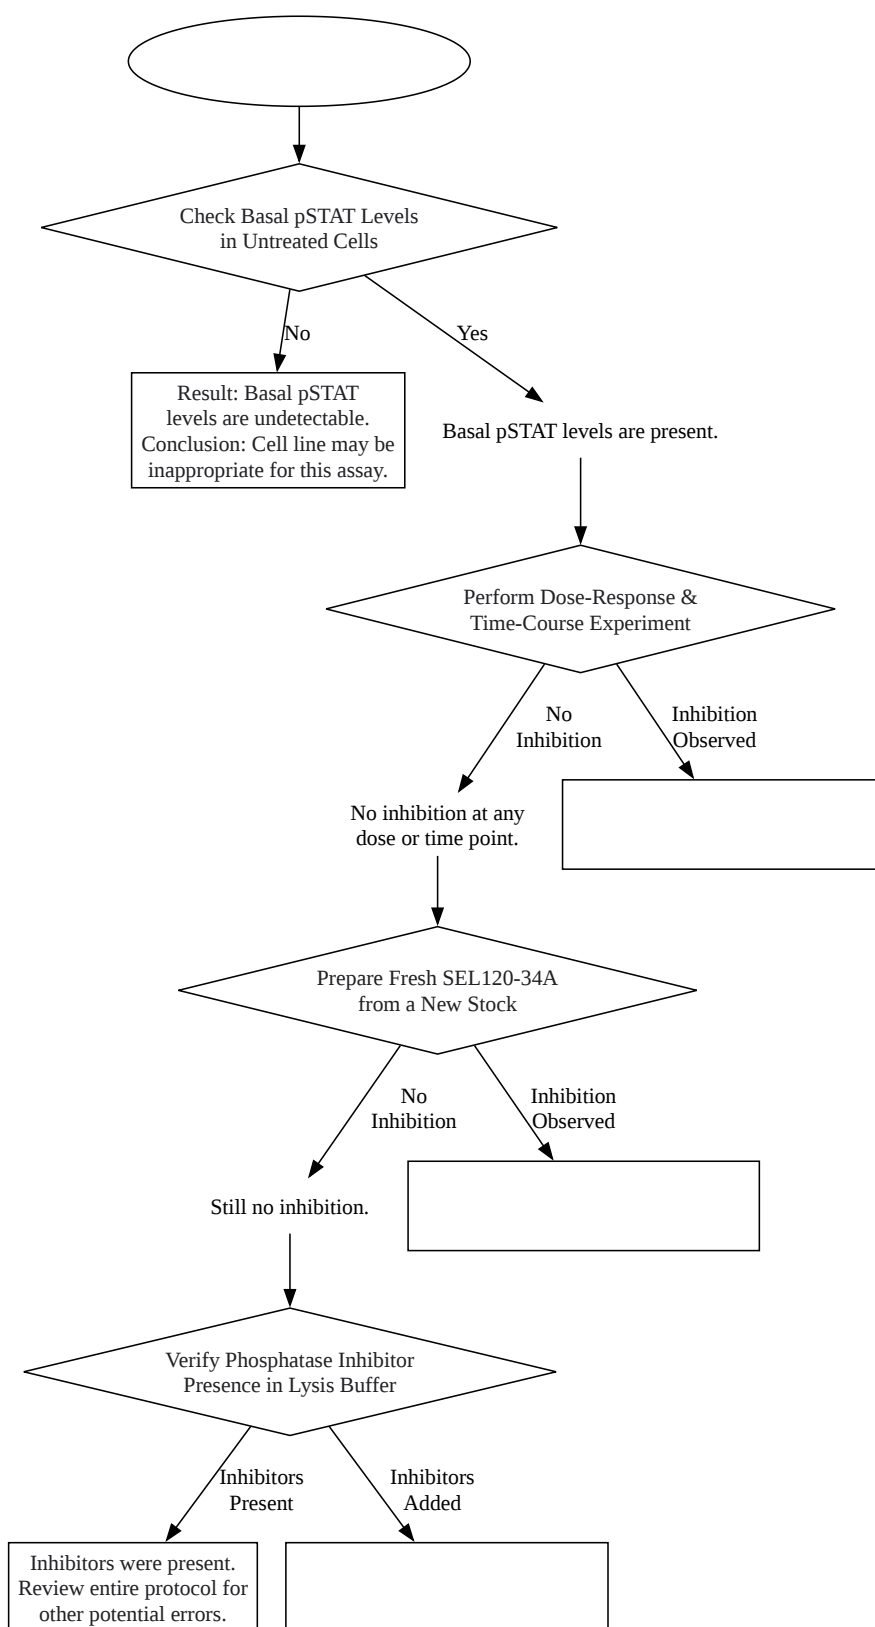 Check Basal pSTAT Levels
in Untreated Cells
No
Yes
Result: Basal pSTAT
levels are undetectable.
Conclusion: Cell line may be
inappropriate for this assay.
Basal pSTAT levels are present.
Perform Dose-Response &
Time-Course Experiment
No
Inhibition
Inhibition
Observed
No inhibition at any
dose or time point.
Prepare Fresh SEL120-34A
from a New Stock
No
Inhibition
Inhibition
Observed
Still no inhibition.
Verify Phosphatase Inhibitor
Presence in Lysis Buffer
Inhibitors
Present
Inhibitors
Added
Inhibitors were present.
Review entire protocol for
other potential errors.